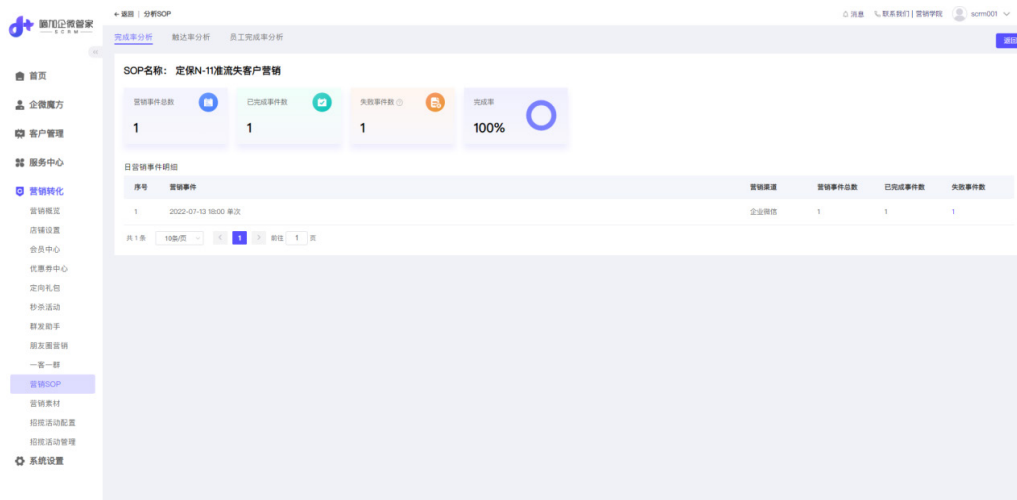 嘀加企微管家
SCRM
← 返回 | 分析SOP
消息 联系我们 | 营销学院 scrm001
完成率分析 触达率分析 员工完成率分析
返回
首页
企微魔方
客户管理
服务中心
营销转化
营销概览
店铺设置
会员中心
优惠券中心
定向礼包
秒杀活动
群发助手
朋友圈营销
一客一群
营销SOP
营销素材
招揽活动配置
招揽活动管理
系统设置
SOP名称： 定保N-11准流失客户营销
营销事件总数 已完成事件数 失败事件数 完成率
1 1 1 100%
日营销事件明细
序号 营销事件 营销渠道 营销事件总数 已完成事件数 失败事件数
1 2022-07-13 18:00 单次 企业微信 1 1 1
共 1 条 10条/页 1 前往 1 页